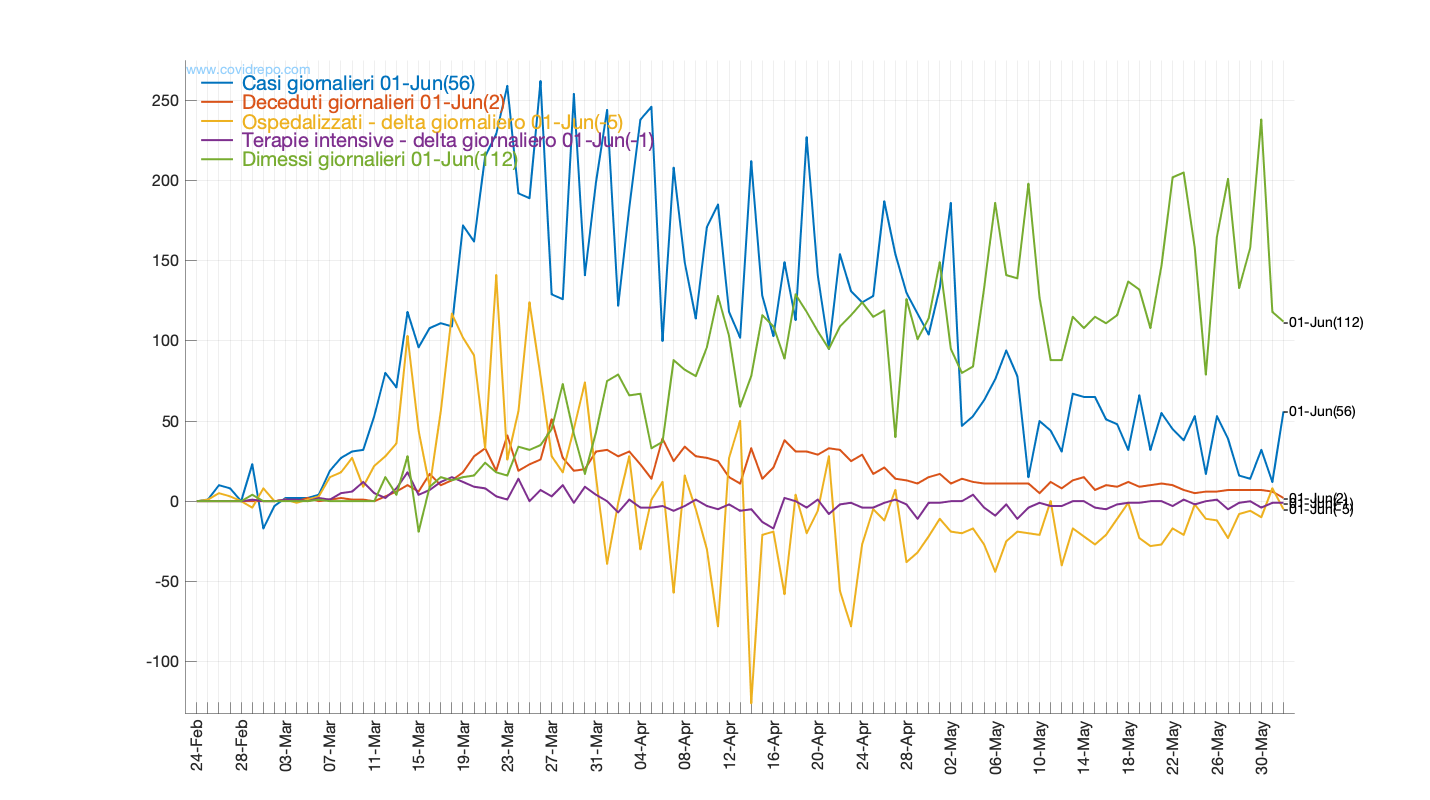 www.covidrepo.com
Casi giornalieri 01-Jun(56)
Deceduti giornalieri 01-Jun(2)
Ospedalizzati - delta giornaliero 01-Jun(-5)
Terapie intensive - delta giornaliero 01-Jun(-1)
Dimessi giornalieri 01-Jun(112)
250
200
150
100
50
0
-50
-100
01-Jun(112)
01-Jun(56)
01-Jun(2)
01-Jun(-1)
01-Jun(-5)
24-Feb
28-Feb
03-Mar
07-Mar
11-Mar
15-Mar
19-Mar
23-Mar
27-Mar
31-Mar
04-Apr
08-Apr
12-Apr
16-Apr
20-Apr
24-Apr
28-Apr
02-May
06-May
10-May
14-May
18-May
22-May
26-May
30-May